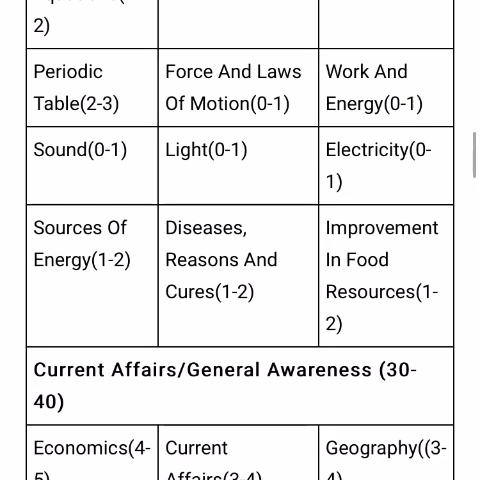 2)
Periodic Table(2-3)
Force And Laws Of Motion(0-1)
Work And Energy(0-1)
Sound(0-1)
Light(0-1)
Electricity(0-1)
Sources Of Energy(1-2)
Diseases, Reasons And Cures(1-2)
Improvement In Food Resources(1-2)
Current Affairs/General Awareness (30-40)
Economics(4-5)
Current Affairs(3-4)
Geography((3-4)